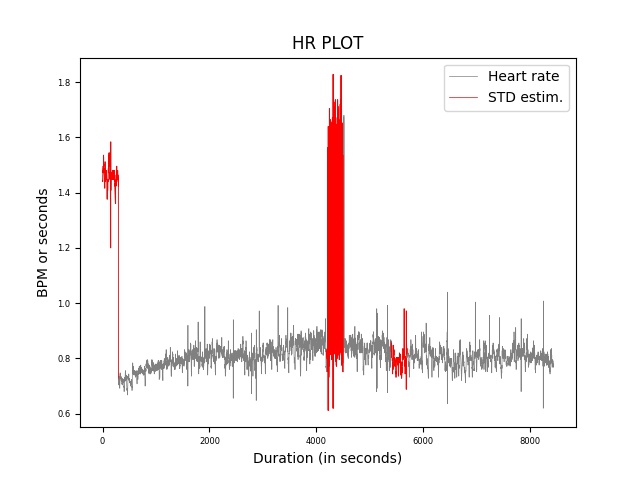 HR PLOT
Heart rate
STD estim.
BPM or seconds
1.8
1.6
1.4
1.2
1.0
0.8
0.6
0
2000
4000
6000
8000
Duration (in seconds)